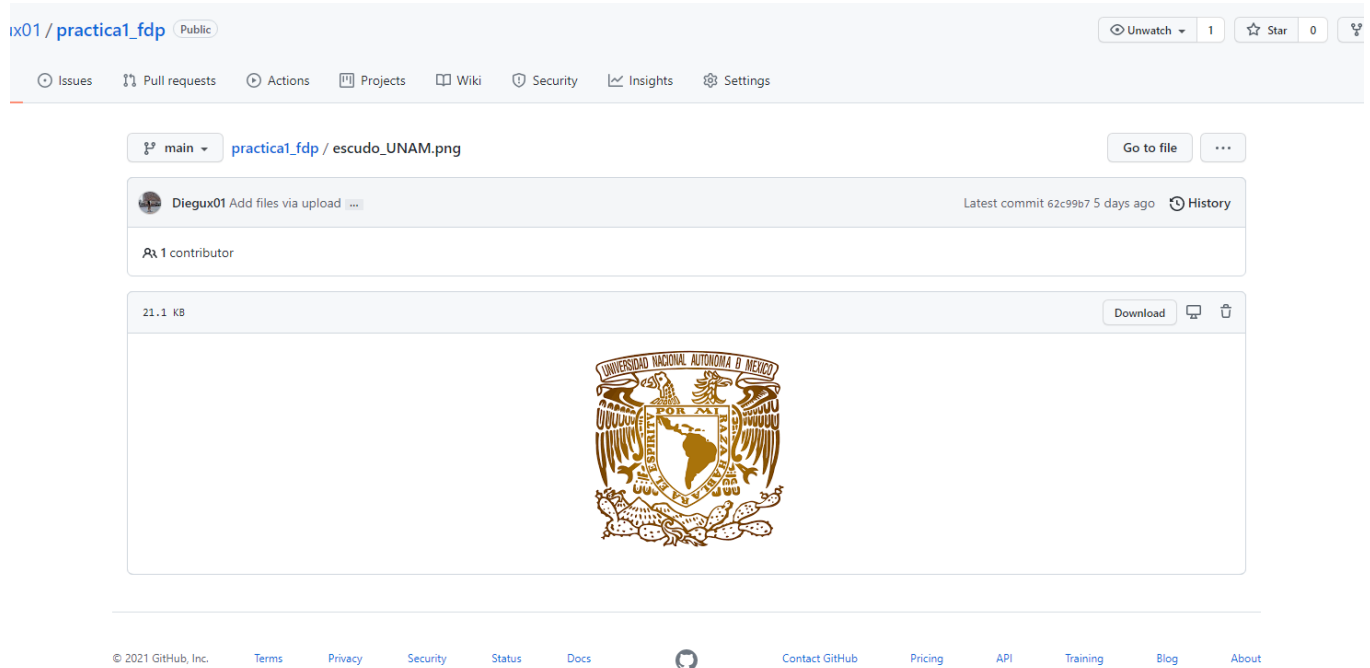 ux01 / practica1_fdp Public Unwatch 1 Star 0
Issues Pull requests Actions Projects Wiki Security Insights Settings
main practica1_fdp / escudo_UNAM.png Go to file ...
Diegux01 Add files via upload ... Latest commit 62c99b7 5 days ago History
1 contributor
21.1 KB Download
UNIVERSIDAD NACIONAL AUTONOMA D MEXICO
POR MI RAZA HABLARA EL ESPIRITV
© 2021 GitHub, Inc. Terms Privacy Security Status Docs Contact GitHub Pricing API Training Blog About